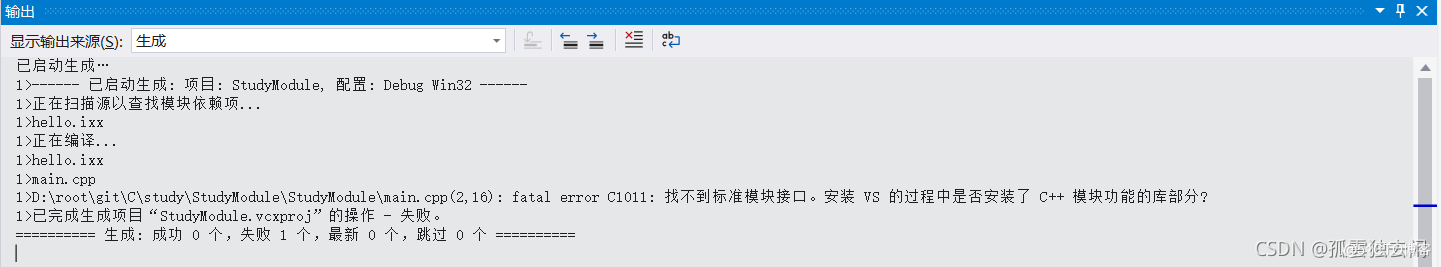 输出
显示输出来源(S): 生成
已启动生成…
1>------ 已启动生成: 项目: StudyModule, 配置: Debug Win32 ------
1>正在扫描源以查找模块依赖项...
1>hello.ixx
1>正在编译...
1>hello.ixx
1>main.cpp
1>D:\root\git\C\study\StudyModule\StudyModule\main.cpp(2,16): fatal error C1011: 找不到标准模块接口。安装 VS 的过程中是否安装了 C++ 模块功能的库部分?
1>已完成生成项目“StudyModule.vcxproj”的操作 - 失败。
========== 生成: 成功 0 个，失败 1 个，最新 0 个，跳过 0 个 ==========
CSDN @孤雲独去